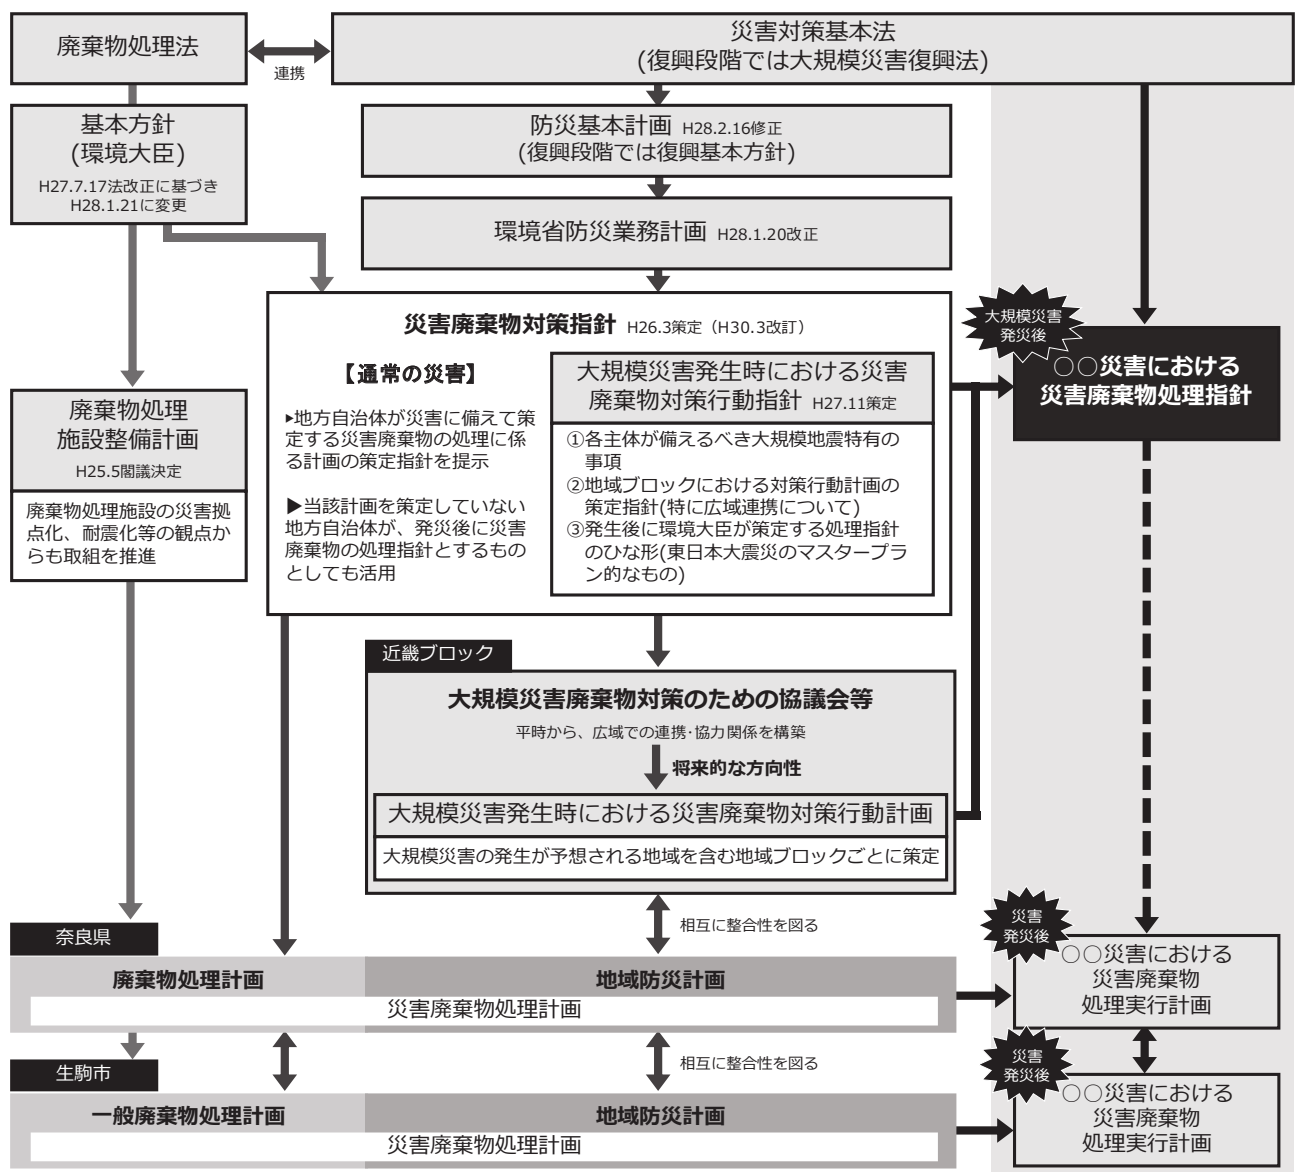 廃棄物処理法
連携
災害対策基本法
(復興段階では大規模災害復興法)
基本方針
(環境大臣)
H27.7.17法改正に基づき
H28.1.21に変更
防災基本計画 H28.2.16修正
(復興段階では復興基本方針)
環境省防災業務計画 H28.1.20改正
災害廃棄物対策指針 H26.3策定（H30.3改訂）
【通常の災害】
▶地方自治体が災害に備えて策
定する災害廃棄物の処理に係
る計画の策定指針を提示
▶当該計画を策定していない
地方自治体が、発災後に災害
廃棄物の処理指針とするもの
としても活用
大規模災害発生時における災害
廃棄物対策行動指針 H27.11策定
①各主体が備えるべき大規模地震特有の
事項
②地域ブロックにおける対策行動計画の
策定指針(特に広域連携について)
③発生後に環境大臣が策定する処理指針
のひな形(東日本大震災のマスタープラ
ン的なもの)
大規模災害
発災後
○○災害における
災害廃棄物処理指針
廃棄物処理
施設整備計画
H25.5閣議決定
廃棄物処理施設の災害拠
点化、耐震化等の観点か
らも取組を推進
近畿ブロック
大規模災害廃棄物対策のための協議会等
平時から、広域での連携･協力関係を構築
将来的な方向性
大規模災害発生時における災害廃棄物対策行動計画
大規模災害の発生が予想される地域を含む地域ブロックごとに策定
相互に整合性を図る
奈良県
廃棄物処理計画
地域防災計画
災害廃棄物処理計画
災害
発災後
○○災害における
災害廃棄物
処理実行計画
相互に整合性を図る
生駒市
一般廃棄物処理計画
地域防災計画
災害廃棄物処理計画
災害
発災後
○○災害における
災害廃棄物
処理実行計画